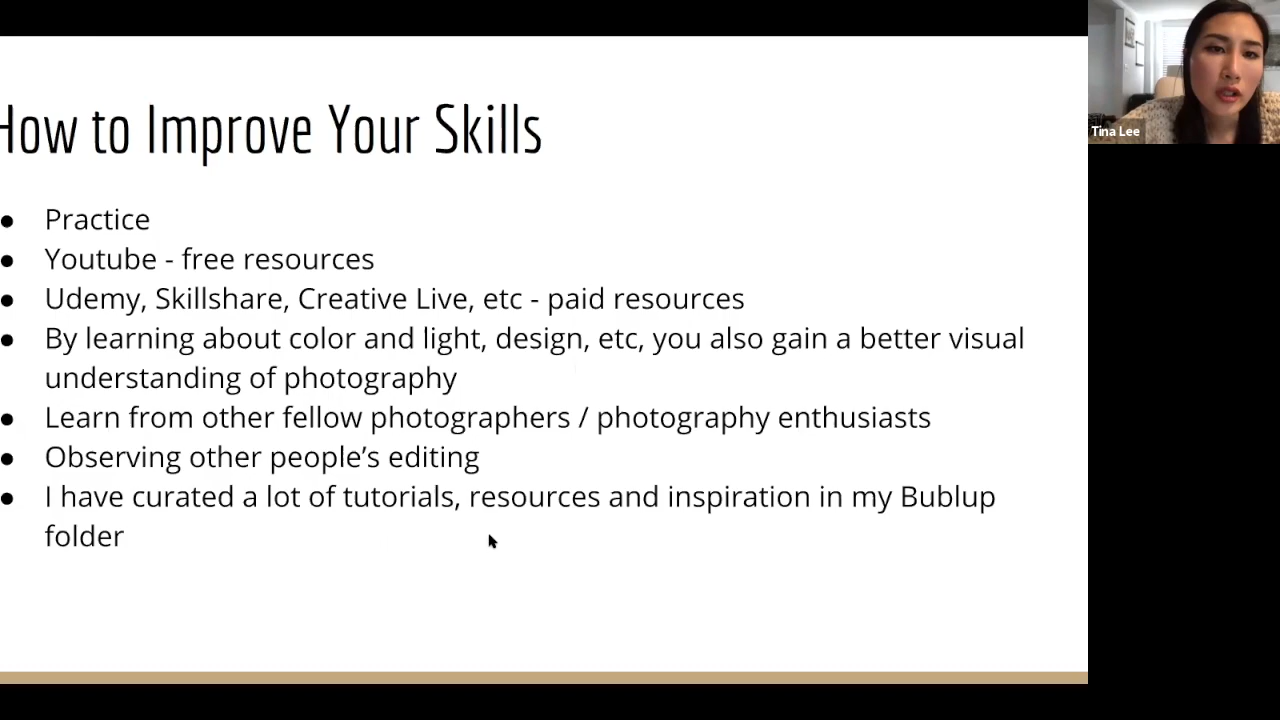 How to Improve Your Skills
Tina Lee
● Practice
● Youtube - free resources
● Udemy, Skillshare, Creative Live, etc - paid resources
● By learning about color and light, design, etc, you also gain a better visual
understanding of photography
● Learn from other fellow photographers / photography enthusiasts
● Observing other people’s editing
● I have curated a lot of tutorials, resources and inspiration in my Bublup
folder